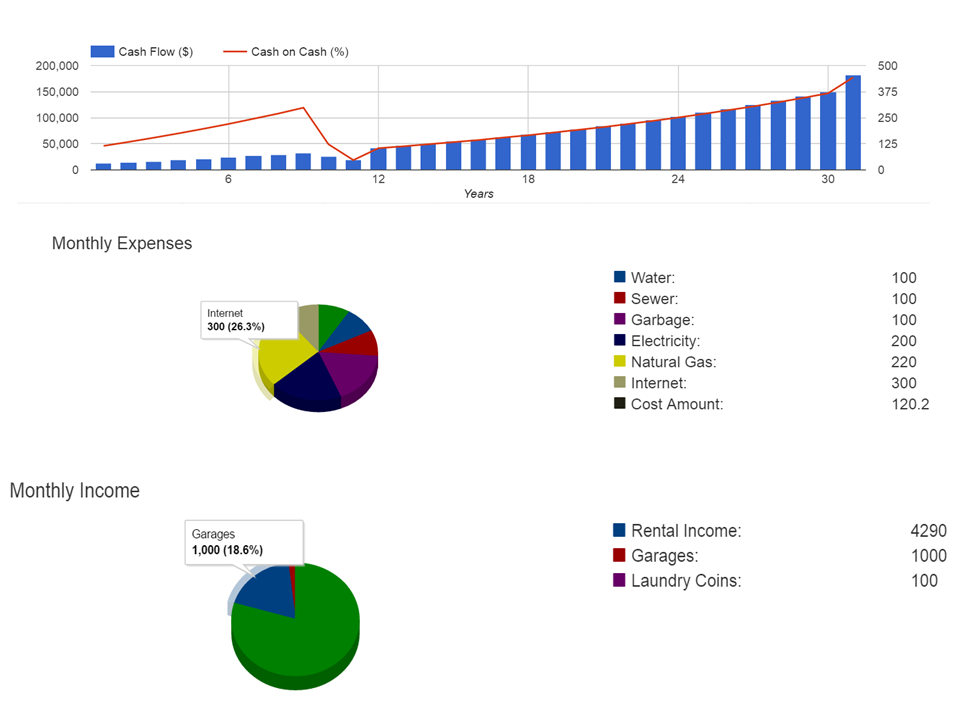 Cash Flow ($) Cash on Cash (%)
200,000 500
150,000 375
100,000 250
50,000 125
0 0
6 12 18 24 30
Years
Monthly Expenses
Internet
300 (26.3%)
Water: 100
Sewer: 100
Garbage: 100
Electricity: 200
Natural Gas: 220
Internet: 300
Cost Amount: 120.2
Monthly Income
Garages
1,000 (18.6%)
Rental Income: 4290
Garages: 1000
Laundry Coins: 100